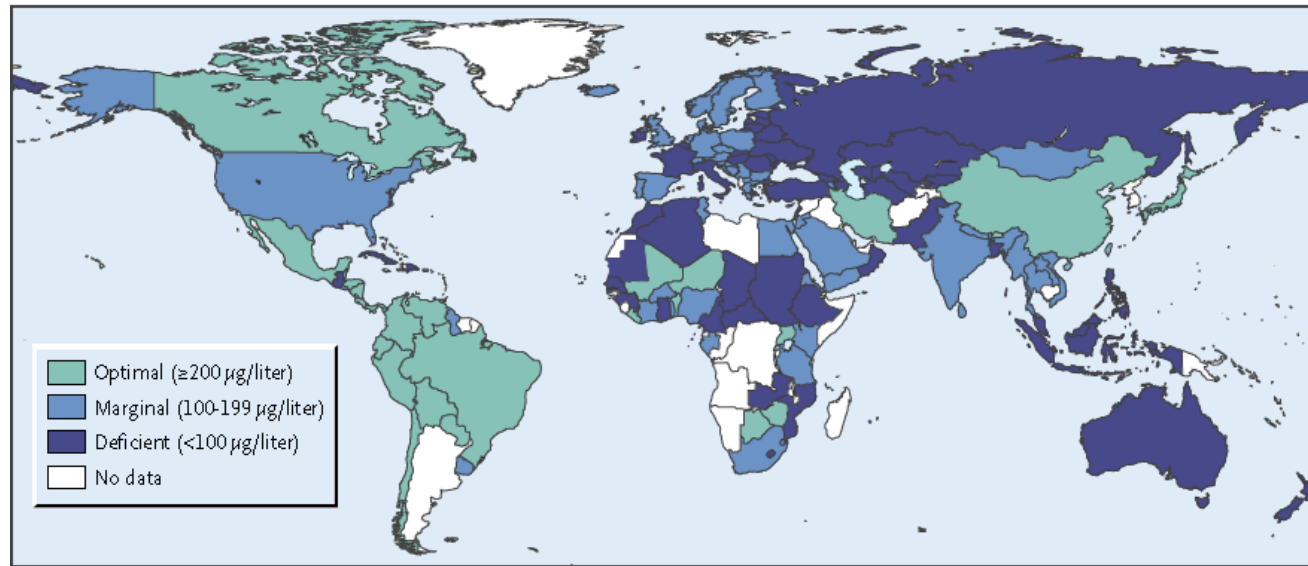 Optimal (≥200 µg/liter)
Marginal (100-199 µg/liter)
Deficient (<100 µg/liter)
No data